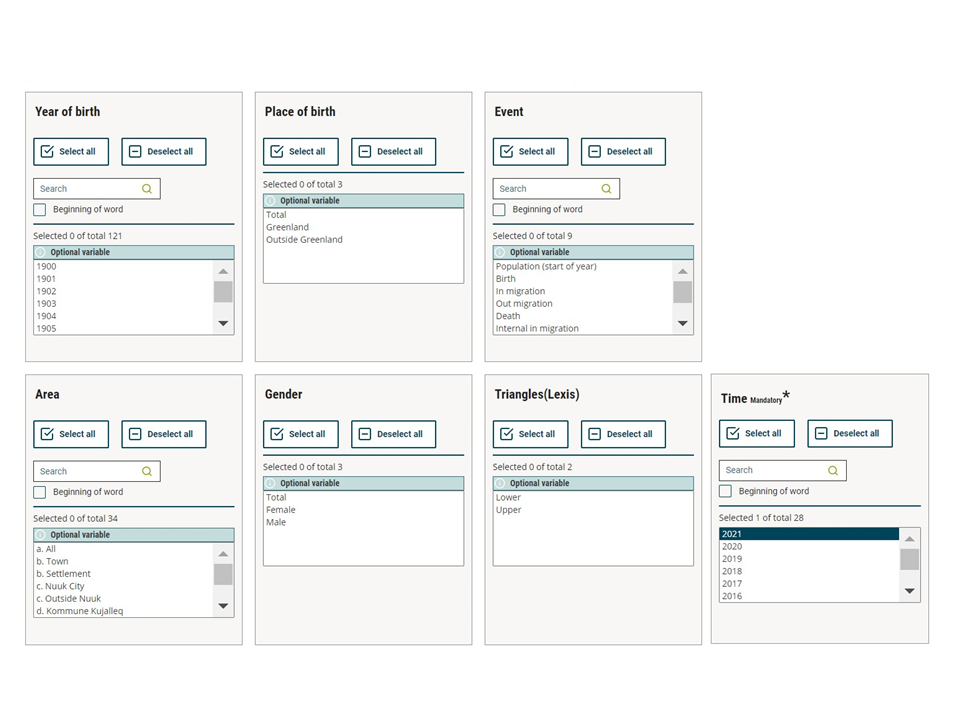 Year of birth
Select all
Deselect all
Search
Beginning of word
Selected 0 of total 121
Optional variable
1900
1901
1902
1903
1904
1905
Place of birth
Select all
Deselect all
Selected 0 of total 3
Optional variable
Total
Greenland
Outside Greenland
Event
Select all
Deselect all
Search
Beginning of word
Selected 0 of total 9
Optional variable
Population (start of year)
Birth
In migration
Out migration
Death
Internal in migration
Area
Select all
Deselect all
Search
Beginning of word
Selected 0 of total 34
Optional variable
a. All
b. Town
b. Settlement
c. Nuuk City
c. Outside Nuuk
d. Kommune Kujalleq
Gender
Select all
Deselect all
Selected 0 of total 3
Optional variable
Total
Female
Male
Triangles(Lexis)
Select all
Deselect all
Selected 0 of total 2
Optional variable
Lower
Upper
Time Mandatory*
Select all
Deselect all
Search
Beginning of word
Selected 1 of total 28
2021
2020
2019
2018
2017
2016